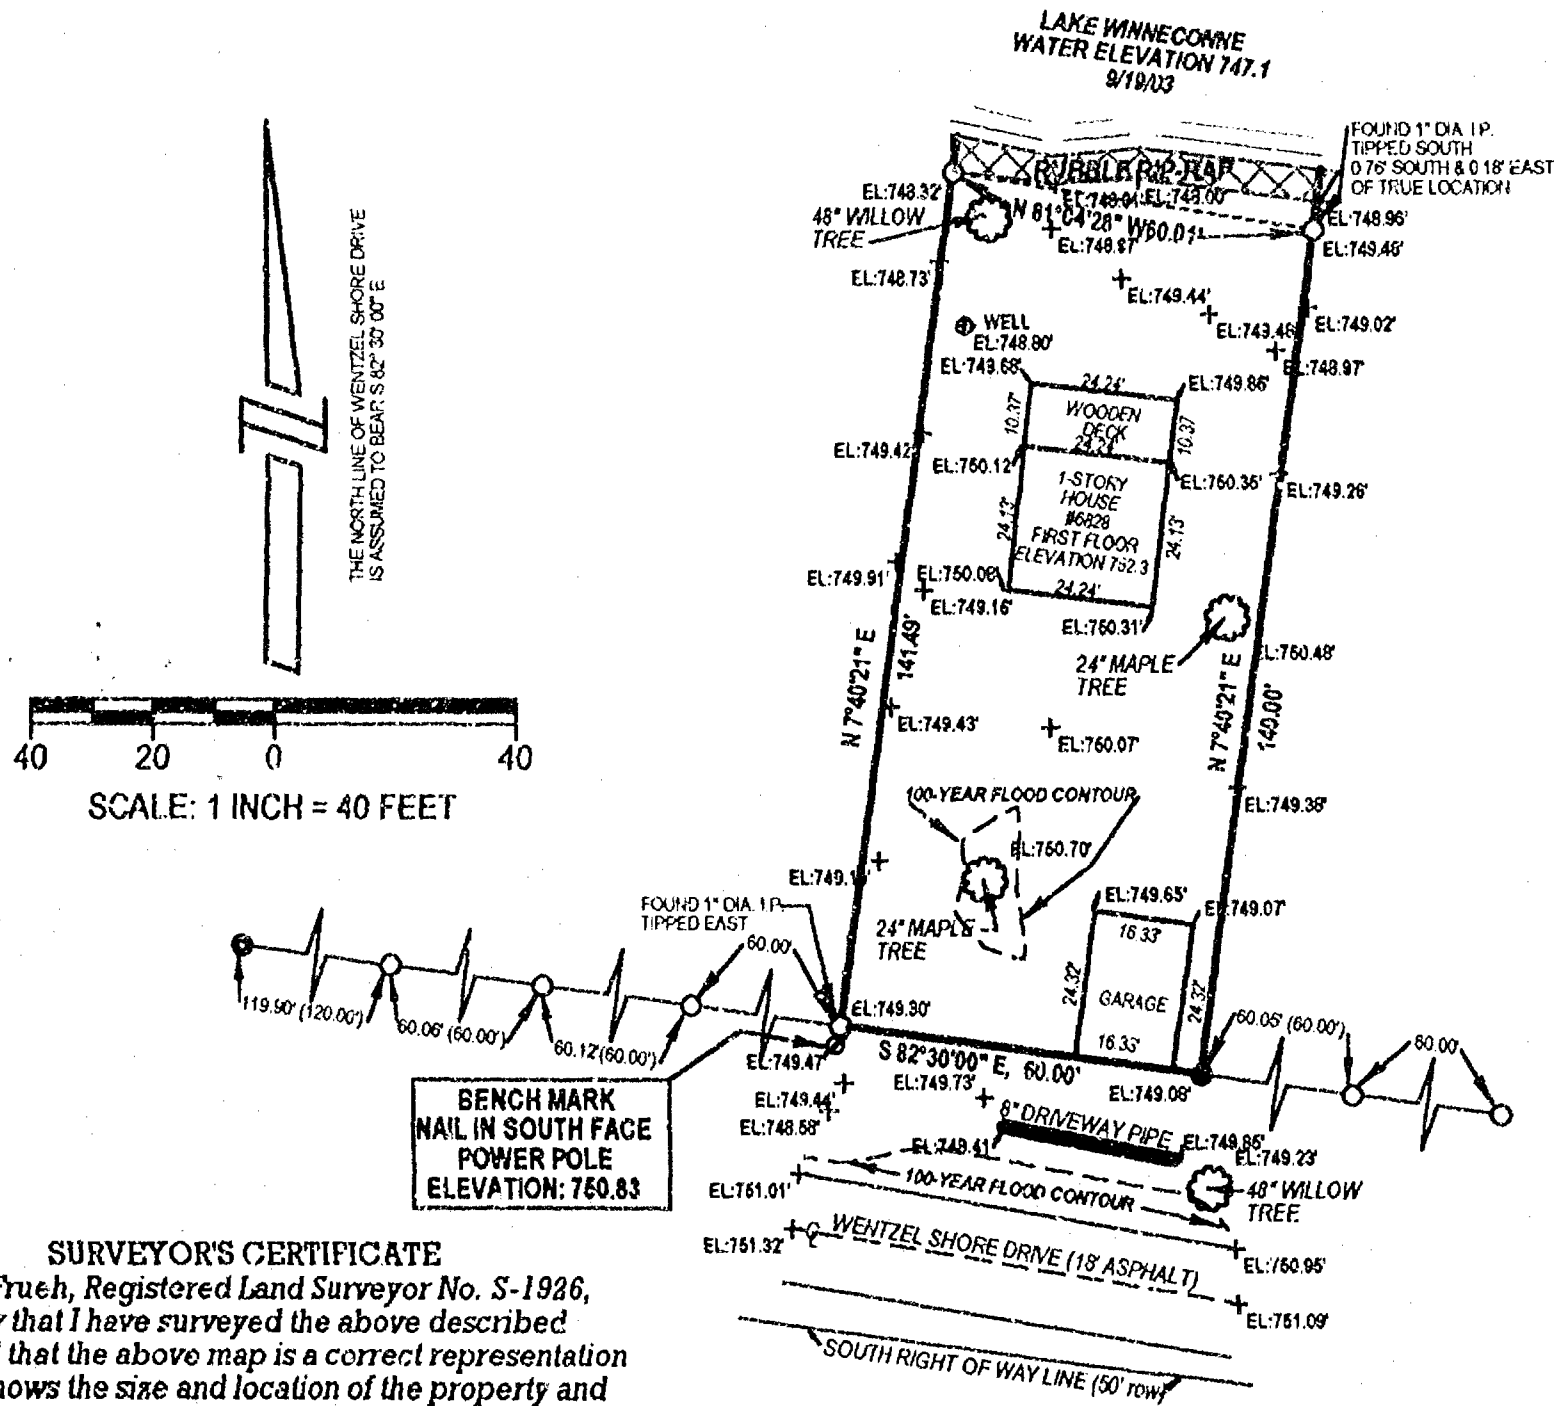 LAKE WINNECONNE
WATER ELEVATION 747.1
9/19/03
FOUND 1" DIA. I.P.
TIPPED SOUTH
0.76' SOUTH & 0.18' EAST
OF TRUE LOCATION
RUBBLE RIP-RAP
EL:748.32'
EL:748.00'
EL:748.96'
48" WILLOW
TREE
N 81°04'28" W60.01'
EL:749.48'
EL:748.73'
EL:749.44'
EL:749.02'
WELL
EL:748.80'
EL:748.97'
EL:749.68'
EL:749.86'
24.24'
WOODEN
DECK
10.37'
10.37
24.24'
EL:749.42'
EL:750.12'
EL:750.35'
EL:749.26'
1-STORY
HOUSE
#6828
FIRST FLOOR
ELEVATION 752.3
24.13'
24.13'
24.24'
EL:749.91'
EL:749.16'
EL:750.31'
24" MAPLE
TREE
EL:750.48'
N 7°40'21" E
141.49'
N 7°40'21" E
140.00'
EL:749.43'
EL:750.07'
EL:749.38'
100-YEAR FLOOD CONTOUR
EL:750.70'
24" MAPLE
TREE
EL:749.65'
EL:749.07'
16.33'
24.32'
GARAGE
24.32'
16.33'
THE NORTH LINE OF WENTZEL SHORE DRIVE
IS ASSUMED TO BEAR S 82° 30' 00" E
40 20 0 40
SCALE: 1 INCH = 40 FEET
FOUND 1" DIA. I.P.
TIPPED EAST
60.00'
119.90' (120.00')
60.06' (60.00')
60.12' (60.00')
EL:749.30'
S 82°30'00" E, 60.00'
60.05' (60.00')
60.00'
EL:749.47'
EL:749.73'
EL:749.08'
EL:749.44'
EL:748.58'
BENCH MARK
NAIL IN SOUTH FACE
POWER POLE
ELEVATION: 750.83
8" DRIVEWAY PIPE
EL:749.23'
48" WILLOW
TREE
100-YEAR FLOOD CONTOUR
EL:751.01'
EL:751.32'
WENTZEL SHORE DRIVE (18' ASPHALT)
EL:750.95'
EL:751.09'
SOUTH RIGHT OF WAY LINE (50' row)
SURVEYOR'S CERTIFICATE
Frueh, Registered Land Surveyor No. S-1926,
that I have surveyed the above described
that the above map is a correct representation
the size and location of the property and